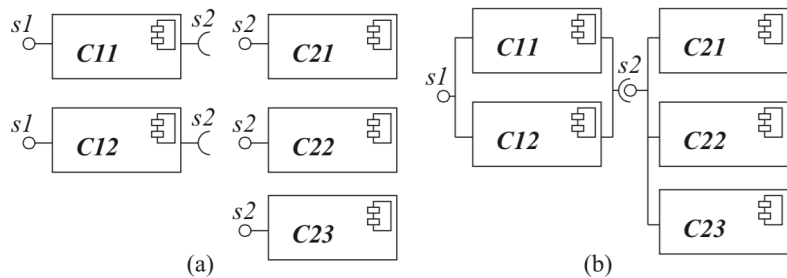 s1 C11 s2 s2 C21
s1 C12 s2 s2 C22
s2 C23
(a)
C11 C21
s1 s2
C12 C22
C23
(b)